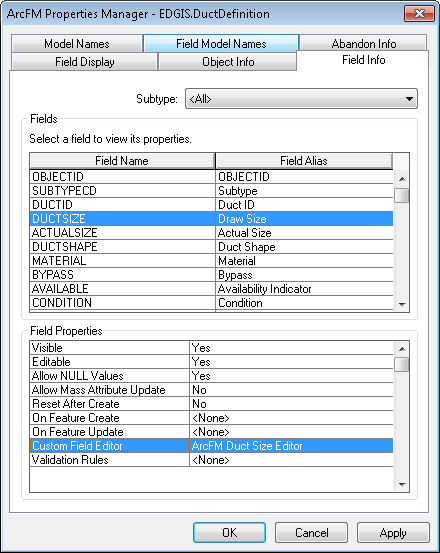 ArcFM Properties Manager - EDGIS.DuctDefinition
Model Names Field Model Names Abandon Info
Field Display Object Info Field Info
Subtype: <All>
Fields
Select a field to view its properties.
Field Name Field Alias
OBJECTID OBJECTID
SUBTYPECD Subtype
DUCTID Duct ID
DUCTSIZE Draw Size
ACTUALSIZE Actual Size
DUCTSHAPE Duct Shape
MATERIAL Material
BYPASS Bypass
AVAILABLE Availability Indicator
CONDITION Condition
Field Properties
Visible Yes
Editable Yes
Allow NULL Values Yes
Allow Mass Attribute Update No
Reset After Create No
On Feature Create <None>
On Feature Update <None>
Custom Field Editor ArcFM Duct Size Editor
Validation Rules <None>
OK Cancel Apply